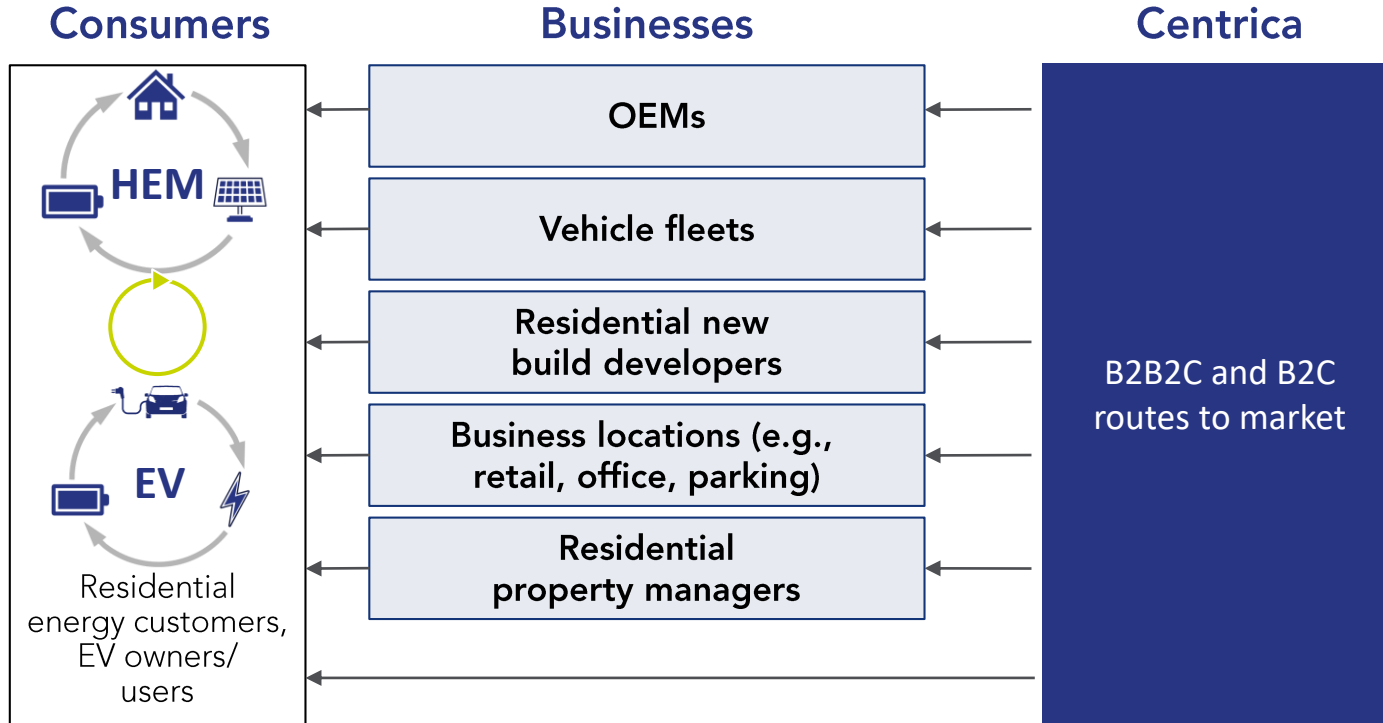 Consumers
Businesses
Centrica
HEM
EV
Residential
energy customers,
EV owners/
users
OEMs
Vehicle fleets
Residential new
build developers
Business locations (e.g.,
retail, office, parking)
Residential
property managers
B2B2C and B2C
routes to market